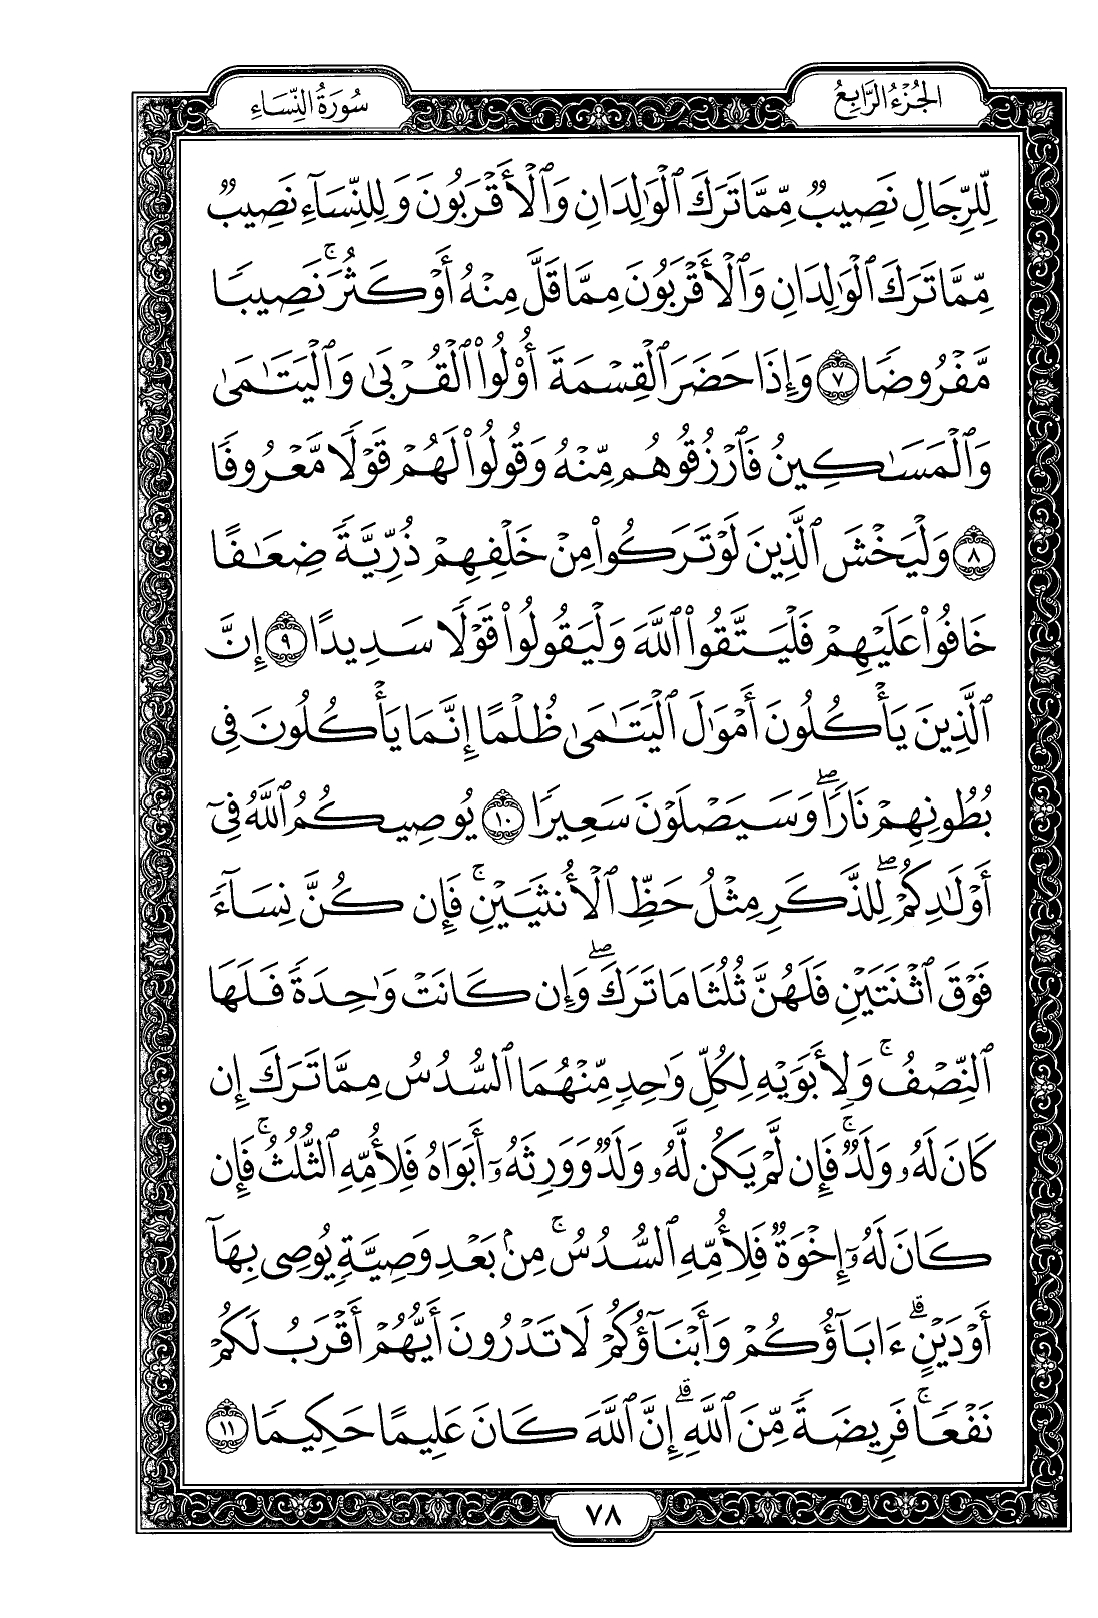 الجُزْءُ الرَّابِعُ
سُورَةُ النِّسَاءِ
لِّلرِّجَالِ نَصِيبٌ مِّمَّا تَرَكَ ٱلْوَٰلِدَانِ وَٱلْأَقْرَبُونَ وَلِلنِّسَآءِ نَصِيبٌ
مِّمَّا تَرَكَ ٱلْوَٰلِدَانِ وَٱلْأَقْرَبُونَ مِمَّا قَلَّ مِنْهُ أَوْ كَثُرَ ۚ نَصِيبًا
مَّفْرُوضًا ٧ وَإِذَا حَضَرَ ٱلْقِسْمَةَ أُو۟لُوا۟ ٱلْقُرْبَىٰ وَٱلْيَتَـٰمَىٰ
وَٱلْمَسَـٰكِينُ فَٱرْزُقُوهُم مِّنْهُ وَقُولُوا۟ لَهُمْ قَوْلًا مَّعْرُوفًا
٨ وَلْيَخْشَ ٱلَّذِينَ لَوْ تَرَكُوا۟ مِنْ خَلْفِهِمْ ذُرِّيَّةً ضِعَـٰفًا
خَافُوا۟ عَلَيْهِمْ فَلْيَتَّقُوا۟ ٱللَّهَ وَلْيَقُولُوا۟ قَوْلًا سَدِيدًا ٩ إِنَّ
ٱلَّذِينَ يَأْكُلُونَ أَمْوَٰلَ ٱلْيَتَـٰمَىٰ ظُلْمًا إِنَّمَا يَأْكُلُونَ فِى
بُطُونِهِمْ نَارًا ۖ وَسَيَصْلَوْنَ سَعِيرًا ١٠ يُوصِيكُمُ ٱللَّهُ فِىٓ
أَوْلَـٰدِكُمْ ۖ لِلذَّكَرِ مِثْلُ حَظِّ ٱلْأُنثَيَيْنِ ۚ فَإِن كُنَّ نِسَآءً
فَوْقَ ٱثْنَتَيْنِ فَلَهُنَّ ثُلُثَا مَا تَرَكَ ۖ وَإِن كَانَتْ وَٰحِدَةً فَلَهَا
ٱلنِّصْفُ ۚ وَلِأَبَوَيْهِ لِكُلِّ وَٰحِدٍ مِّنْهُمَا ٱلسُّدُسُ مِمَّا تَرَكَ إِن
كَانَ لَهُۥ وَلَدٌ ۚ فَإِن لَّمْ يَكُن لَّهُۥ وَلَدٌ وَوَرِثَهُۥٓ أَبَوَاهُ فَلِأُمِّهِ ٱلثُّلُثُ ۚ فَإِن
كَانَ لَهُۥٓ إِخْوَةٌ فَلِأُمِّهِ ٱلسُّدُسُ ۚ مِنۢ بَعْدِ وَصِيَّةٍ يُوصِى بِهَآ
أَوْ دَيْنٍ ۗ ءَابَآؤُكُمْ وَأَبْنَآؤُكُمْ لَا تَدْرُونَ أَيُّهُمْ أَقْرَبُ لَكُمْ
نَفْعًا ۚ فَرِيضَةً مِّنَ ٱللَّهِ ۗ إِنَّ ٱللَّهَ كَانَ عَلِيمًا حَكِيمًا ١١
٧٨